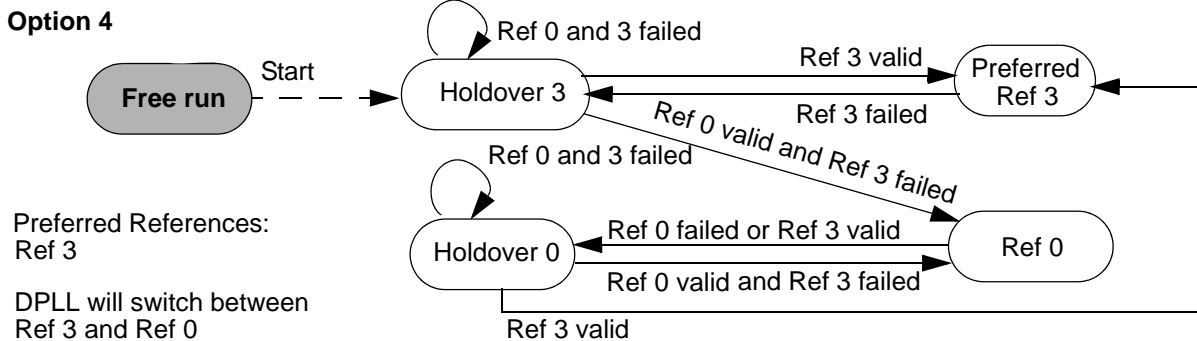 Option 4
Ref 0 and 3 failed
Start
Free run
Holdover 3
Ref 3 valid
Preferred
Ref 3
Ref 3 failed
Ref 0 valid and Ref 3 failed
Ref 0 and 3 failed
Preferred References:
Ref 3
Holdover 0
Ref 0 failed or Ref 3 valid
Ref 0
Ref 0 valid and Ref 3 failed
DPLL will switch between
Ref 3 and Ref 0
Ref 3 valid